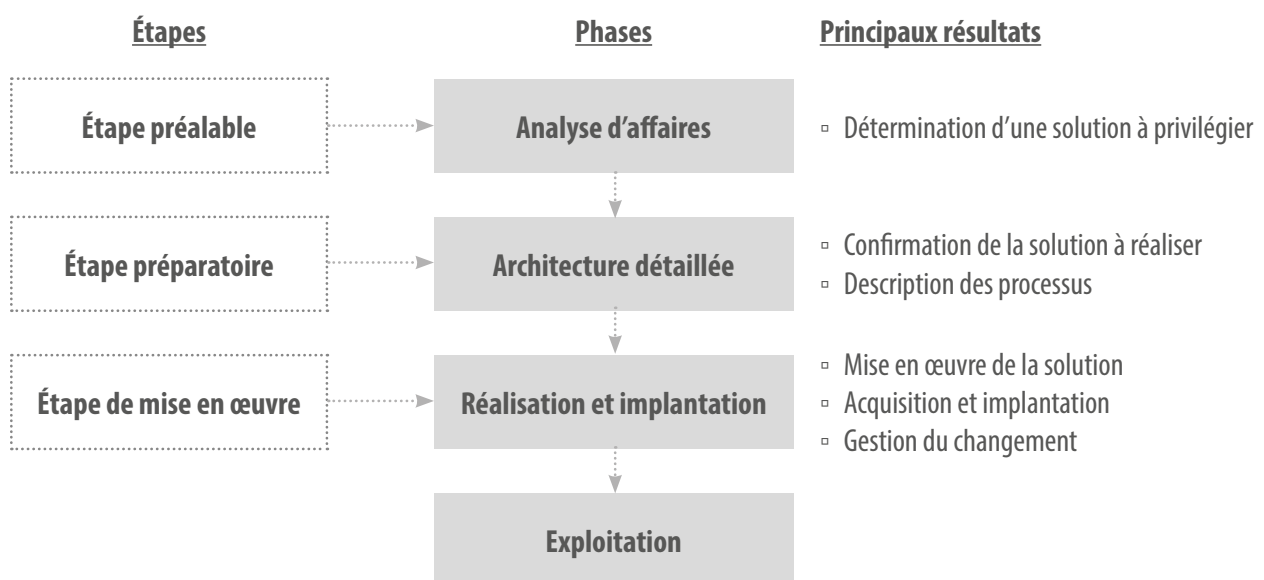 Étapes Phases Principaux résultats
Étape préalable Analyse d’affaires ▫ Détermination d’une solution à privilégier
Étape préparatoire Architecture détaillée ▫ Confirmation de la solution à réaliser
▫ Description des processus
Étape de mise en œuvre Réalisation et implantation ▫ Mise en œuvre de la solution
▫ Acquisition et implantation
▫ Gestion du changement
Exploitation